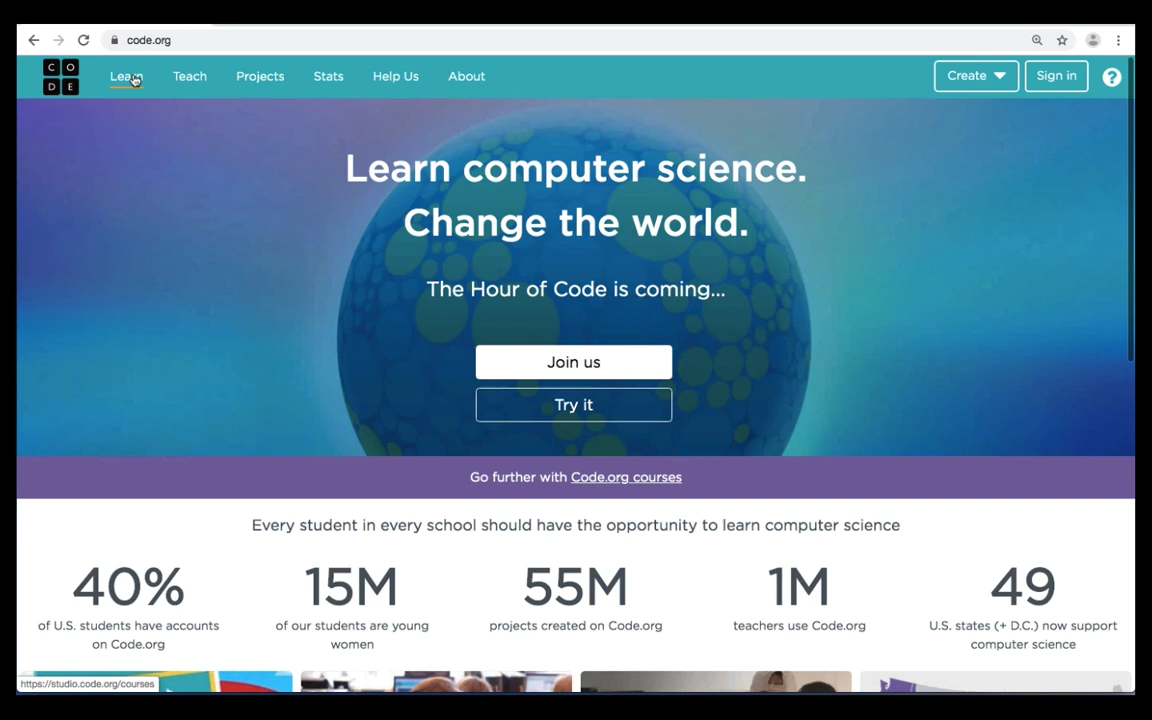 code.org
C O
D E
Learn Teach Projects Stats Help Us About
Create Sign in ?
Learn computer science.
Change the world.
The Hour of Code is coming...
Join us
Try it
Go further with Code.org courses
Every student in every school should have the opportunity to learn computer science
40% 15M 55M 1M 49
of U.S. students have accounts of our students are young projects created on Code.org teachers use Code.org U.S. states (+ D.C.) now support
on Code.org women computer science
https://studio.code.org/courses